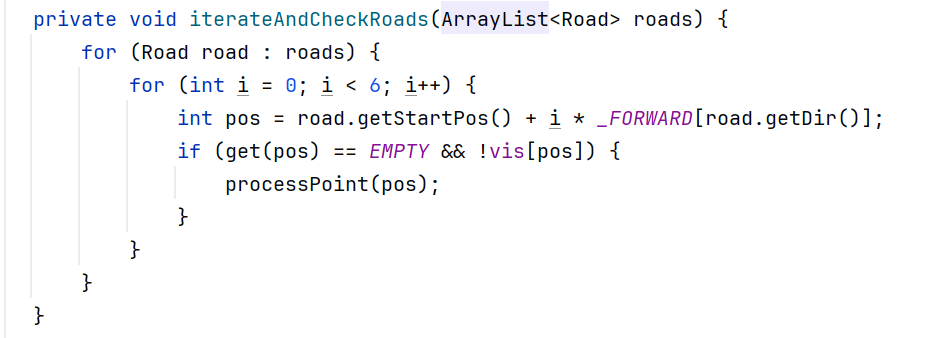 private void iterateAndCheckRoads(ArrayList<Road> roads) {
    for (Road road : roads) {
        for (int i = 0; i < 6; i++) {
            int pos = road.getStartPos() + i * _FORWARD[road.getDir()];
            if (get(pos) == EMPTY && !vis[pos]) {
                processPoint(pos);
            }
        }
    }
}